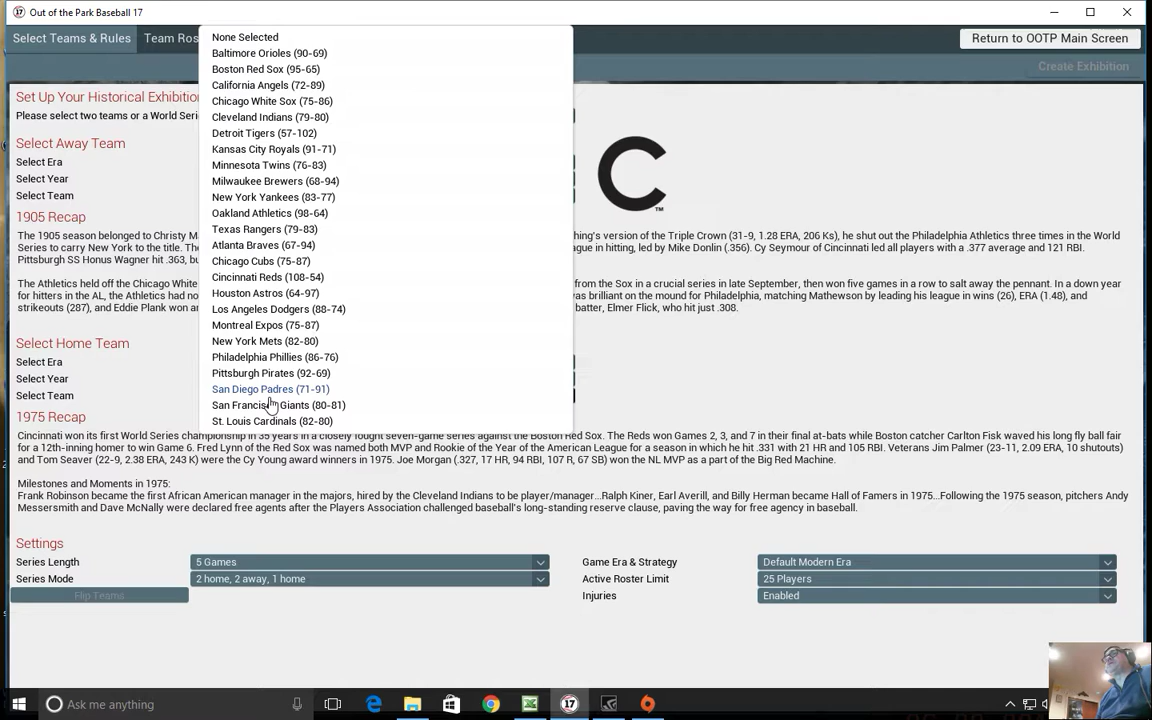 Out of the Park Baseball 17
Select Teams & Rules
Team Ros
Return to OOTP Main Screen
Create Exhibition
None Selected
Baltimore Orioles (90-69)
Boston Red Sox (95-65)
California Angels (72-89)
Chicago White Sox (75-86)
Cleveland Indians (79-80)
Detroit Tigers (57-102)
Kansas City Royals (91-71)
Minnesota Twins (76-83)
Milwaukee Brewers (68-94)
New York Yankees (83-77)
Oakland Athletics (98-64)
Texas Rangers (79-83)
Atlanta Braves (67-94)
Chicago Cubs (75-87)
Cincinnati Reds (108-54)
Houston Astros (64-97)
Los Angeles Dodgers (88-74)
Montreal Expos (75-87)
New York Mets (82-80)
Philadelphia Phillies (86-76)
Pittsburgh Pirates (92-69)
San Diego Padres (71-91)
San Francisco Giants (80-81)
St. Louis Cardinals (82-80)
Set Up Your Historical Exhibition
Please select two teams or a World Seri
Select Away Team
Select Era
Select Year
Select Team
C
TM
1905 Recap
The 1905 season belonged to Christy M hing's version of the Triple Crown (31-9, 1.28 ERA, 206 Ks), he shut out the Philadelphia Athletics three times in the World
Series to carry New York to the title. The ague in hitting, led by Mike Donlin (.356). Cy Seymour of Cincinnati led all players with a .377 average and 121 RBI.
Pittsburgh SS Honus Wagner hit .363, bu
The Athletics held off the Chicago White from the Sox in a crucial series in late September, then won five games in a row to salt away the pennant. In a down year
for hitters in the AL, the Athletics had no was brilliant on the mound for Philadelphia, matching Mathewson by leading his league in wins (26), ERA (1.48), and
strikeouts (287), and Eddie Plank won an batter, Elmer Flick, who hit just .308.
Select Home Team
Select Era
Select Year
Select Team
1975 Recap
Cincinnati won its first World Series championship in 35 years in a closely fought seven-game series against the Boston Red Sox. The Reds won Games 2, 3, and 7 in their final at-bats while Boston catcher Carlton Fisk waved his long fly ball fair
for a 12th-inning homer to win Game 6. Fred Lynn of the Red Sox was named both MVP and Rookie of the Year of the American League for a season in which he hit .331 with 21 HR and 105 RBI. Veterans Jim Palmer (23-11, 2.09 ERA, 10 shutouts)
and Tom Seaver (22-9, 2.38 ERA, 243 K) were the Cy Young award winners in 1975. Joe Morgan (.327, 17 HR, 94 RBI, 107 R, 67 SB) won the NL MVP as a part of the Big Red Machine.
Milestones and Moments in 1975:
Frank Robinson became the first African American manager in the majors, hired by the Cleveland Indians to be player/manager...Ralph Kiner, Earl Averill, and Billy Herman became Hall of Famers in 1975...Following the 1975 season, pitchers Andy
Messersmith and Dave McNally were declared free agents after the Players Association challenged baseball's long-standing reserve clause, paving the way for free agency in baseball.
Settings
Series Length
5 Games
Game Era & Strategy
Default Modern Era
Series Mode
2 home, 2 away, 1 home
Active Roster Limit
25 Players
Flip Teams
Injuries
Enabled
Ask me anything
17